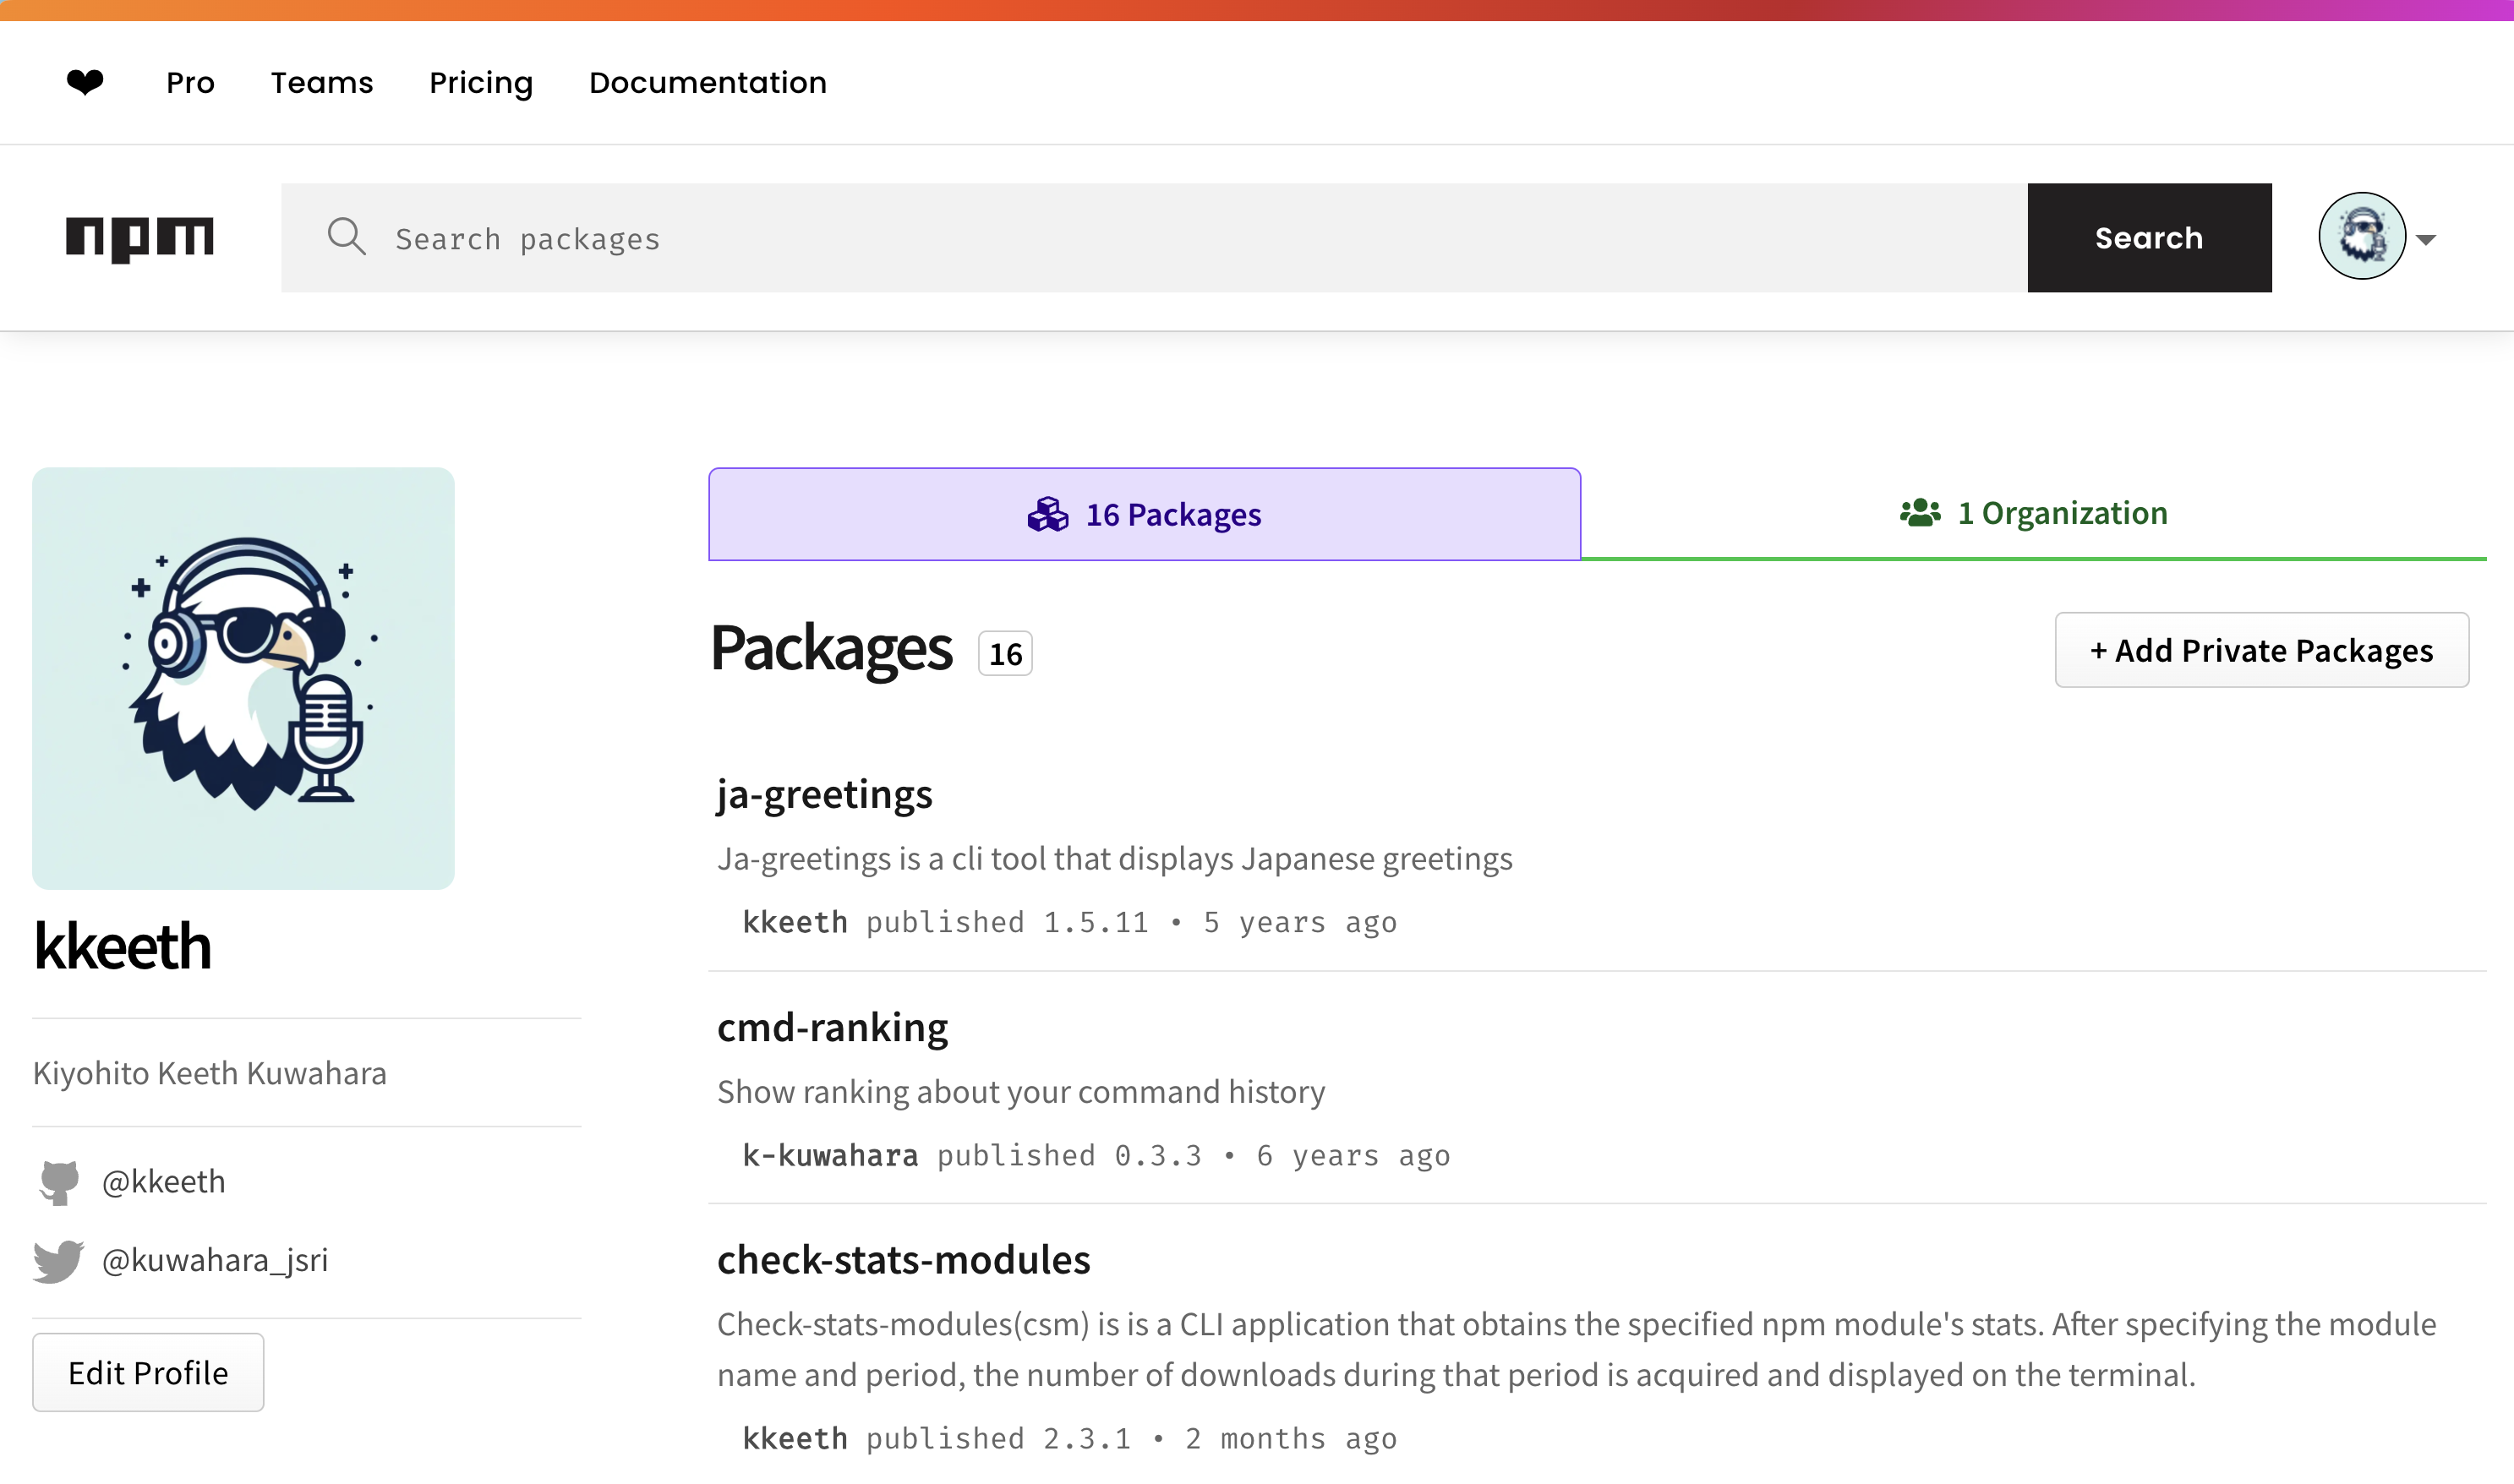 Pro Teams Pricing Documentation
npm Search packages Search
16 Packages 1 Organization
Packages 16 + Add Private Packages
ja-greetings
Ja-greetings is a cli tool that displays Japanese greetings
kkeeth published 1.5.11 • 5 years ago
cmd-ranking
Show ranking about your command history
k-kuwahara published 0.3.3 • 6 years ago
check-stats-modules
Check-stats-modules(csm) is is a CLI application that obtains the specified npm module's stats. After specifying the module
name and period, the number of downloads during that period is acquired and displayed on the terminal.
kkeeth published 2.3.1 • 2 months ago
kkeeth
Kiyohito Keeth Kuwahara
@kkeeth
@kuwahara_jsri
Edit Profile